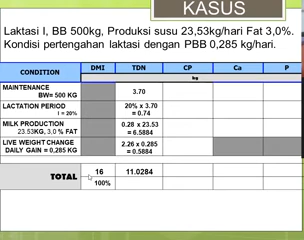 KASUS
Laktasi I, BB 500kg, Produksi susu 23,53kg/hari Fat 3,0%.
Kondisi pertengahan laktasi dengan PBB 0,285 kg/hari.
CONDITION DMI TDN CP Ca P
kg
MAINTENANCE
BW= 500 KG 3.70
LACTATION PERIOD 20% x 3.70
I = 20% = 0.74
MILK PRODUCTION 0.28 x 23.53
23.53KG, 3.0 % FAT = 6.5884
LIVE WEIGHT CHANGE 2.26 x 0.285
DAILY GAIN = 0,285 KG = 0.5884
TOTAL 16 11.0284
100%